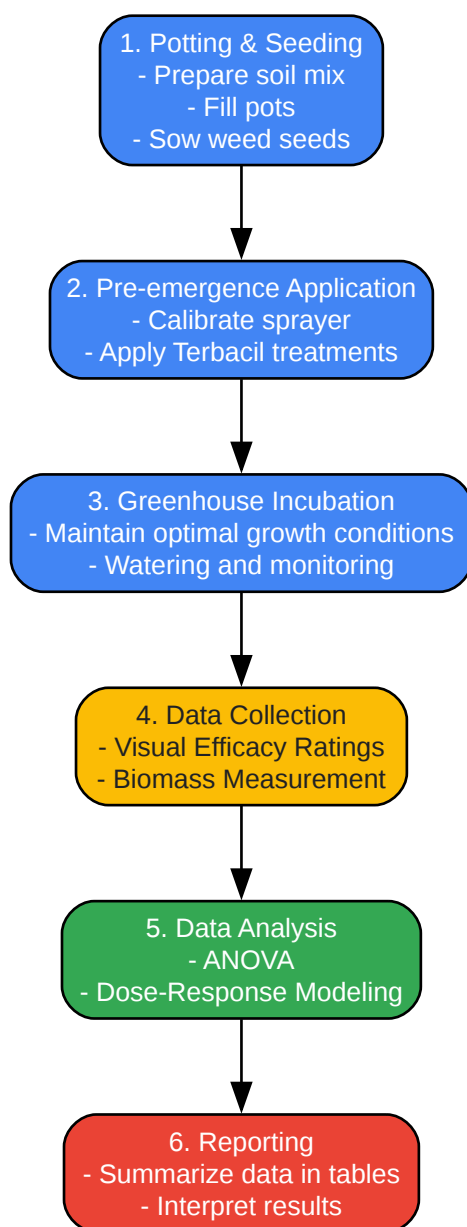 1. Potting & Seeding
- Prepare soil mix
- Fill pots
- Sow weed seeds
2. Pre-emergence Application
- Calibrate sprayer
- Apply Terbacil treatments
3. Greenhouse Incubation
- Maintain optimal growth conditions
- Watering and monitoring
4. Data Collection
- Visual Efficacy Ratings
- Biomass Measurement
5. Data Analysis
- ANOVA
- Dose-Response Modeling
6. Reporting
- Summarize data in tables
- Interpret results